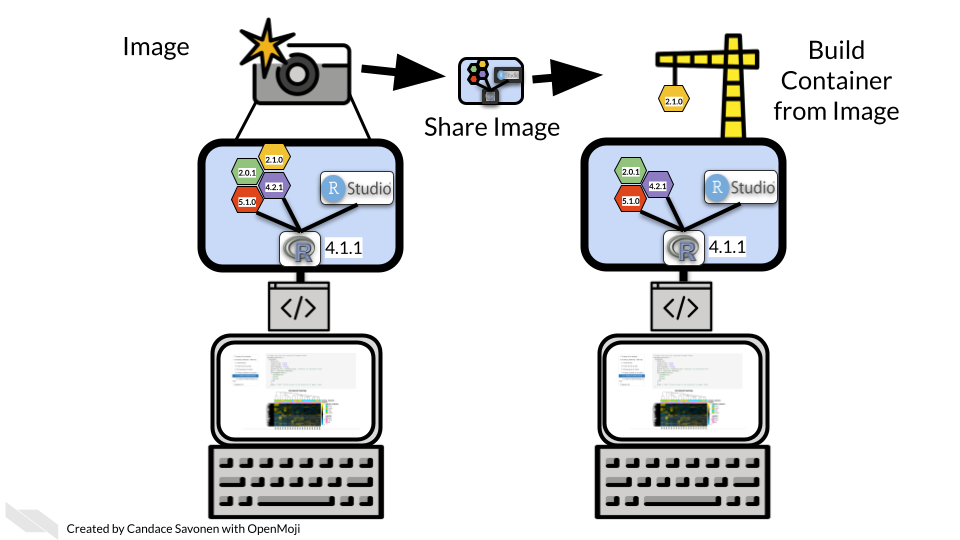 Image
Build
Container
from Image
Share Image
2.1.0
2.1.0
2.0.1
4.2.1
5.1.0
R Studio
R
4.1.1
</>
2.0.1
4.2.1
5.1.0
R Studio
R
4.1.1
</>
Created by Candace Savonen with OpenMoji